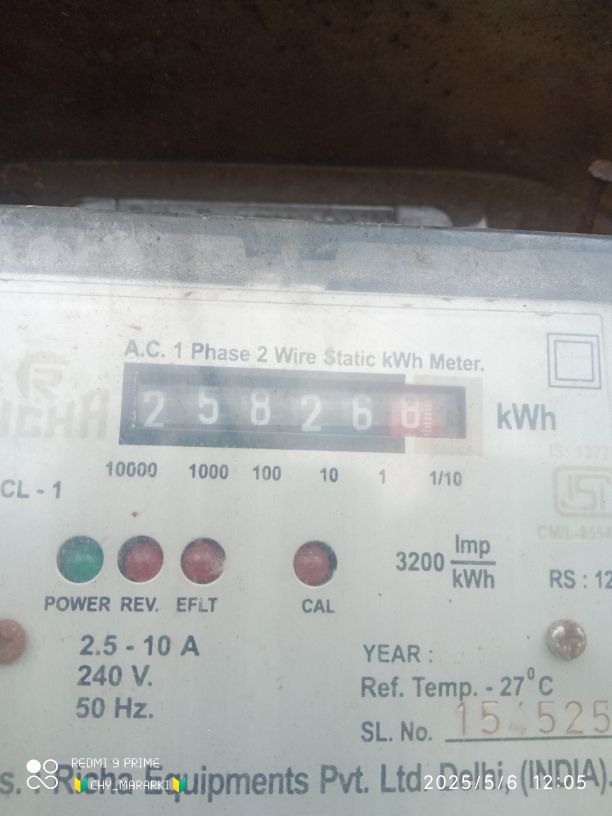 A.C. 1 Phase 2 Wire Static kWh Meter.
RICHA
2 5 8 2 6 8 kWh
10000 1000 100 10 1 1/10
CL - 1
3200 Imp/kWh
POWER REV. EFLT CAL
RS : 12
2.5 - 10 A
240 V.
50 Hz.
YEAR :
Ref. Temp. - 27°C
SL. No.
Richa Equipments Pvt. Ltd. Delhi, (INDIA).
REDMI 9 PRIME
CHY_MARARKI
2025/5/6 12:05